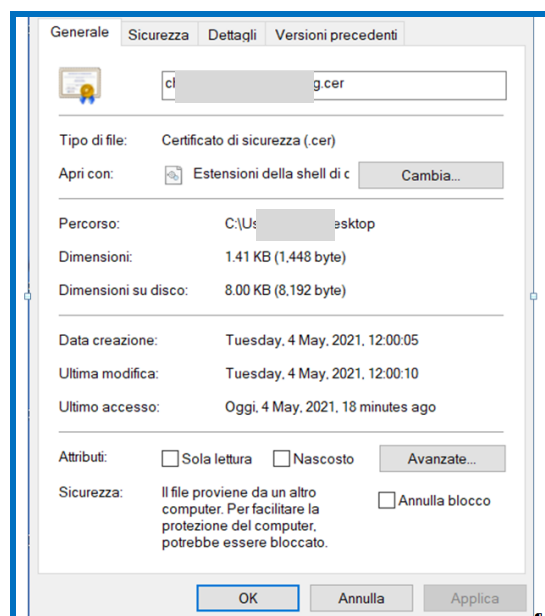 Generale Sicurezza Dettagli Versioni precedenti
g.cer
Tipo di file: Certificato di sicurezza (.cer)
Apri con: Estensioni della shell di c Cambia...
Percorso: C:\Us esktop
Dimensioni: 1.41 KB (1,448 byte)
Dimensioni su disco: 8.00 KB (8,192 byte)
Data creazione: Tuesday, 4 May, 2021, 12:00:05
Ultima modifica: Tuesday, 4 May, 2021, 12:00:10
Ultimo accesso: Oggi, 4 May, 2021, 18 minutes ago
Attributi: Sola lettura Nascosto Avanzate...
Sicurezza: Il file proviene da un altro
computer. Per facilitare la
protezione del computer,
potrebbe essere bloccato.
Annulla blocco
OK Annulla Applica